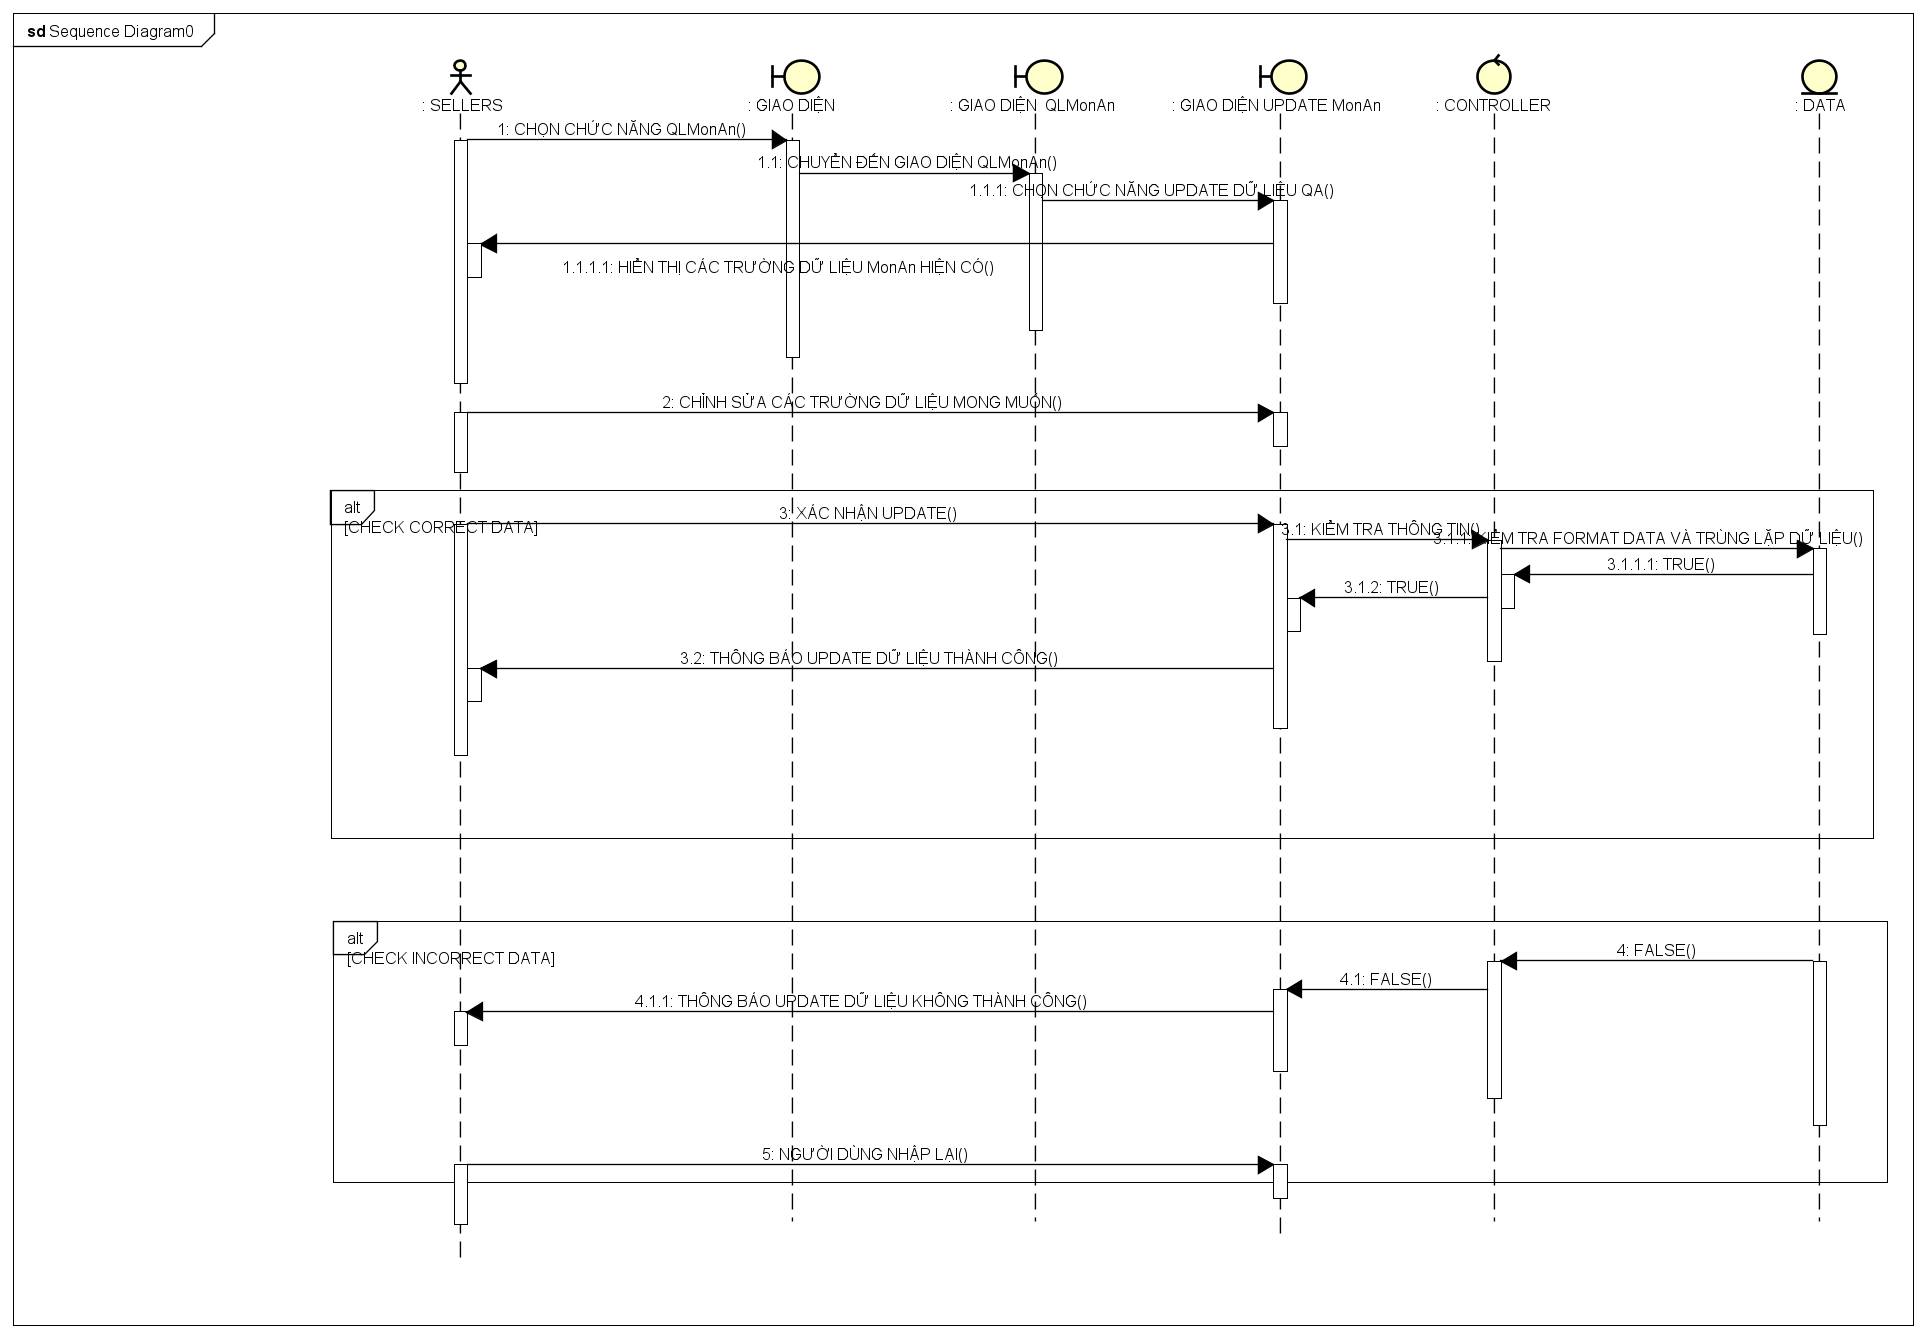 sd Sequence Diagram0
: SELLERS
: GIAO DIỆN
: GIAO DIỆN  QLMonAn
: GIAO DIỆN UPDATE MonAn
: CONTROLLER
: DATA
1: CHỌN CHỨC NĂNG QLMonAn()
1.1: CHUYỂN ĐẾN GIAO DIỆN QLMonAn()
1.1.1: CHỌN CHỨC NĂNG UPDATE DỮ LIỆU QA()
1.1.1.1: HIỂN THỊ CÁC TRƯỜNG DỮ LIỆU MonAn HIỆN CÓ()
2: CHỈNH SỬA CÁC TRƯỜNG DỮ LIỆU MONG MUỐN()
alt
[CHECK CORRECT DATA]
3: XÁC NHẬN UPDATE()
3.1: KIỂM TRA THÔNG TIN()
3.1.1: KIỂM TRA FORMAT DATA VÀ TRÙNG LẶP DỮ LIỆU()
3.1.1.1: TRUE()
3.1.2: TRUE()
3.2: THÔNG BÁO UPDATE DỮ LIỆU THÀNH CÔNG()
alt
[CHECK INCORRECT DATA]
4: FALSE()
4.1: FALSE()
4.1.1: THÔNG BÁO UPDATE DỮ LIỆU KHÔNG THÀNH CÔNG()
5: NGƯỜI DÙNG NHẬP LẠI()